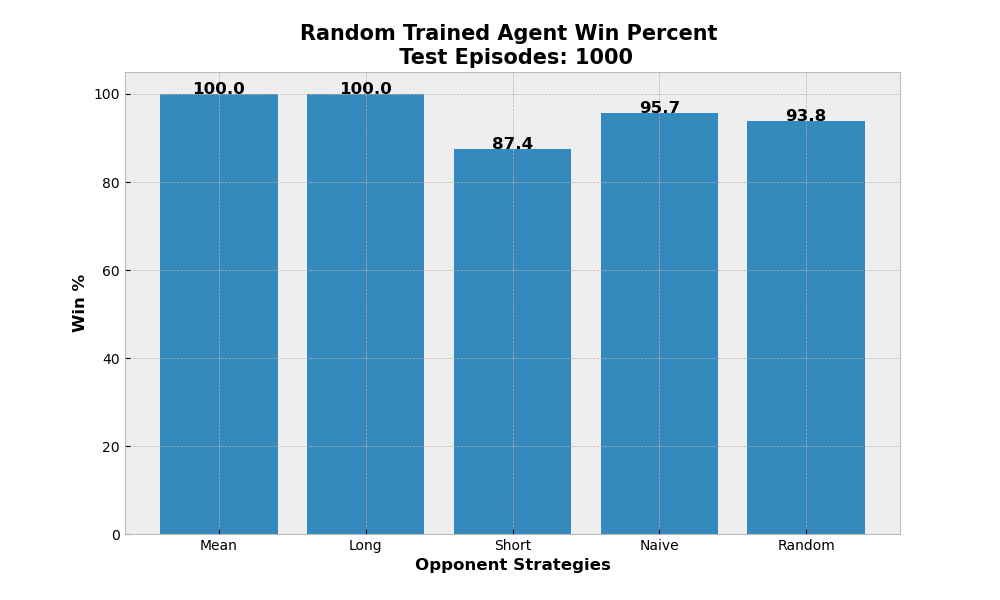 Random Trained Agent Win Percent
Test Episodes: 1000
100.0
100.0
87.4
95.7
93.8
100
80
60
40
20
0
Win %
Mean
Long
Short
Naive
Random
Opponent Strategies